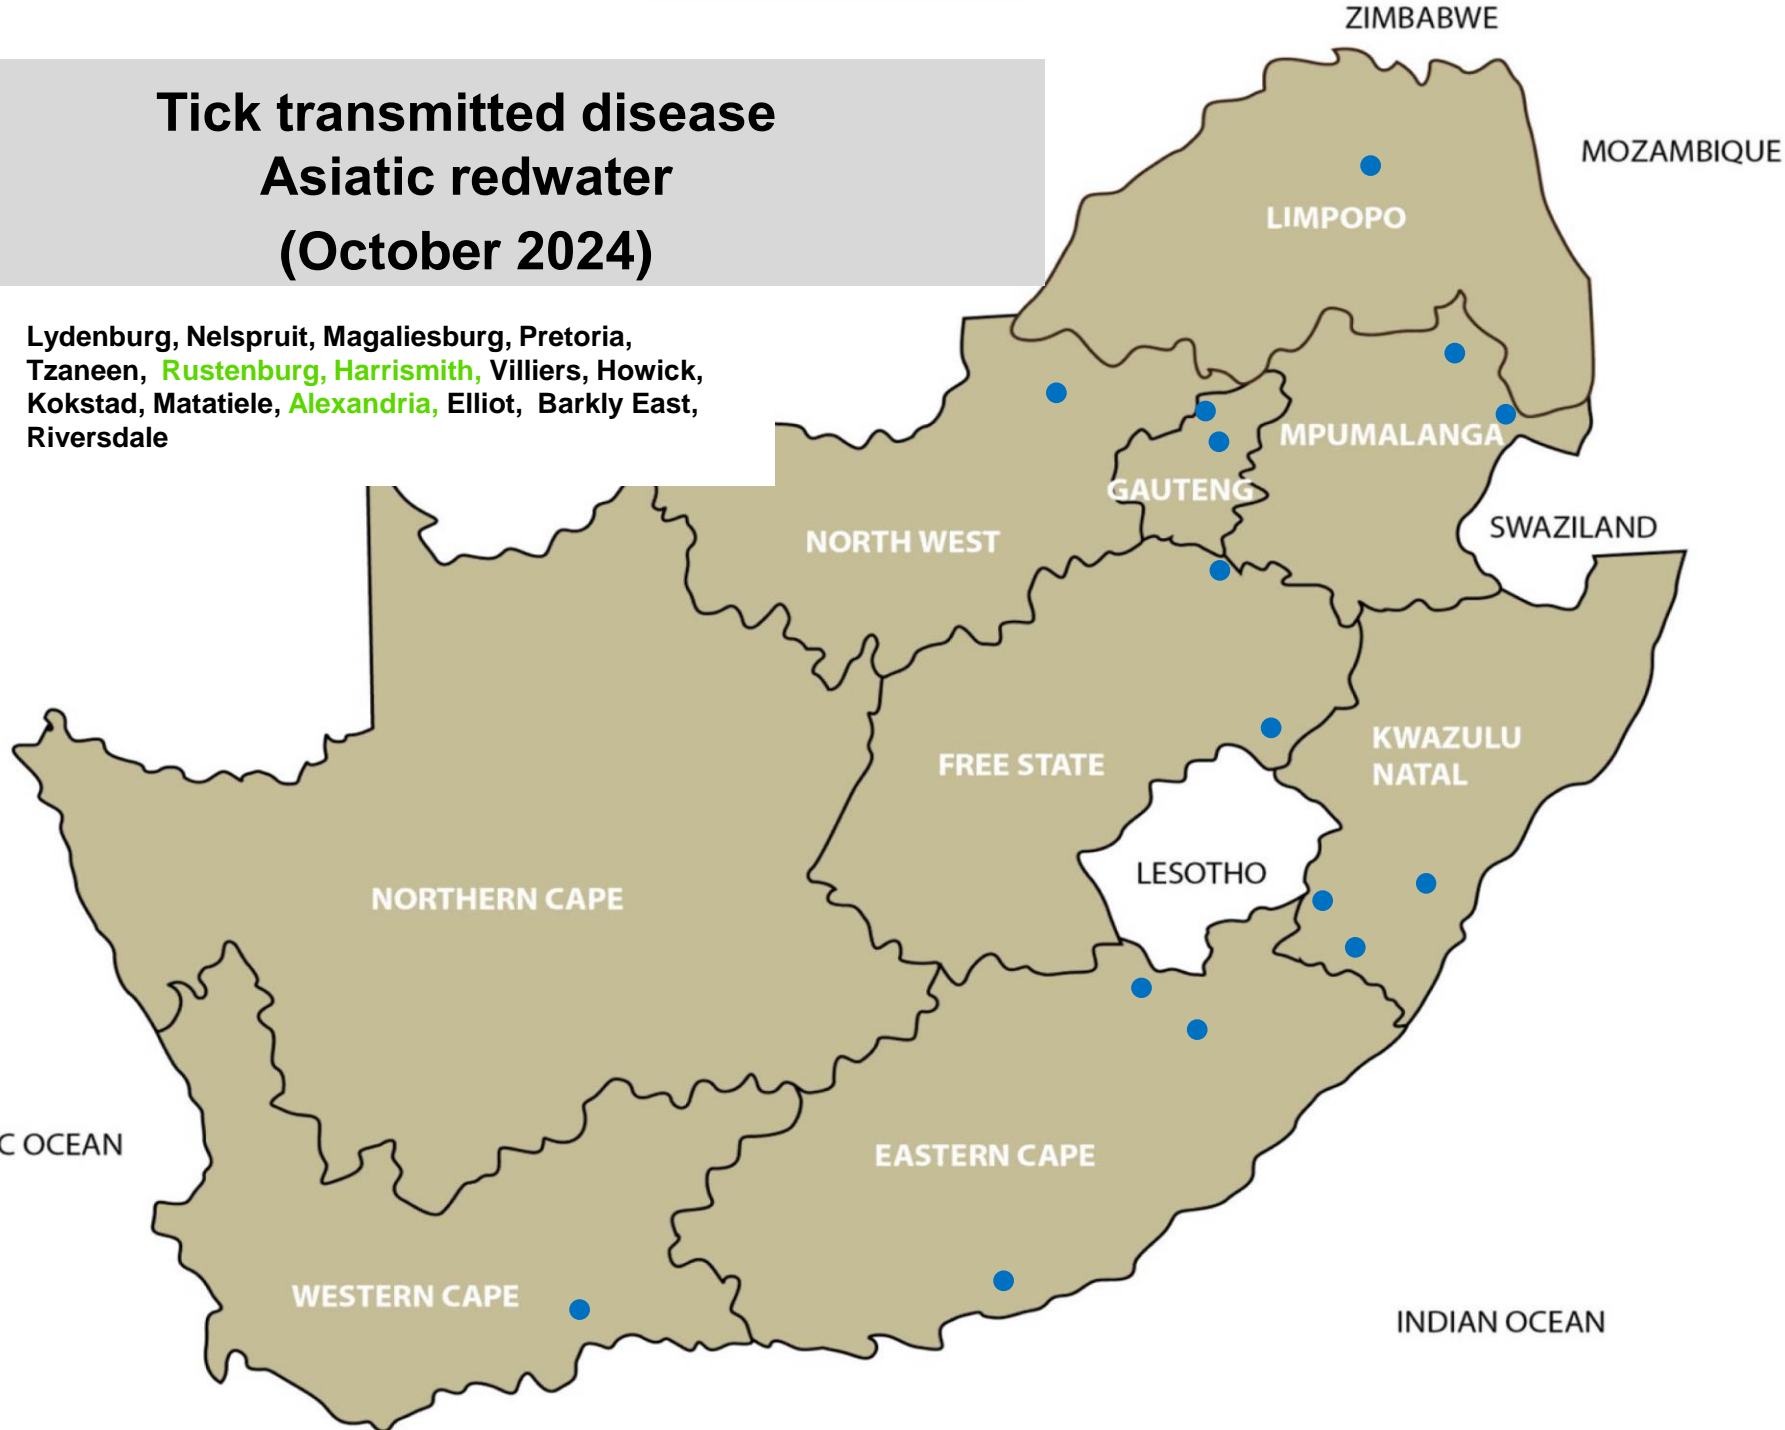 ZIMBABWE
Tick transmitted disease
Asiatic redwater
(October 2024)
MOZAMBIQUE
LIMPOPO
Lydenburg, Nelspruit, Magaliesburg, Pretoria,
Tzaneen, Rustenburg, Harrismith, Villiers, Howick,
Kokstad, Matatiele, Alexandria, Elliot, Barkly East,
Riversdale
MPUMALANGA
GAUTENG
SWAZILAND
NORTH WEST
KWAZULU
NATAL
FREE STATE
LESOTHO
NORTHERN CAPE
C OCEAN
EASTERN CAPE
WESTERN CAPE
INDIAN OCEAN